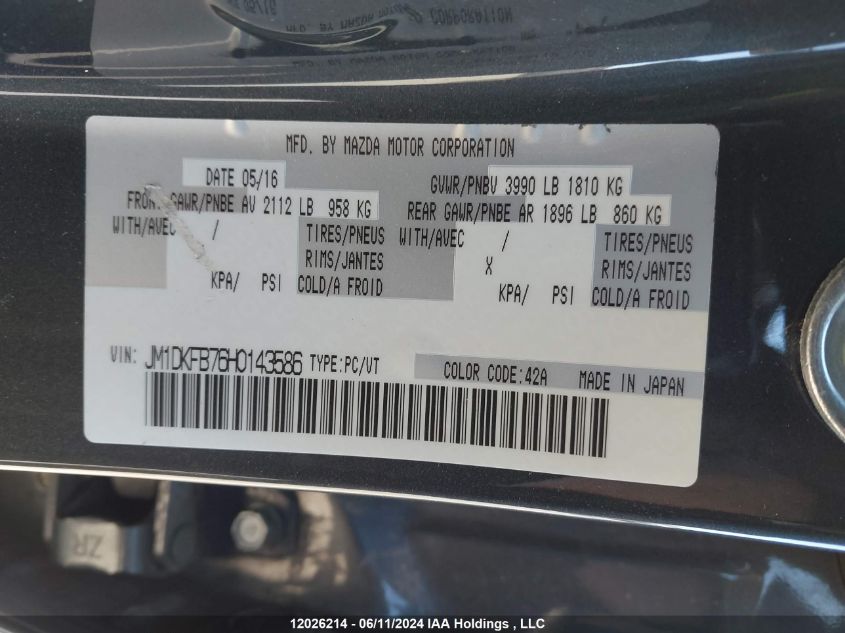 CORPORATION
MFD. BY MAZDA MOTOR CORPORATION
DATE 05/16 GVWR/PNBV 3990 LB 1810 KG
GAWR/PNBE AV 2112 LB 958 KG REAR GAWR/PNBE AR 1896 LB 860 KG
WITH/AVEC / TIRES/PNEUS WITH/AVEC / TIRES/PNEUS
RIMS/JANTES X RIMS/JANTES
KPA/ PSI COLD/A FROID KPA/ PSI COLD/A FROID
VIN: JM1DKFB76H0143586 TYPE:PC/VT COLOR CODE:42A MADE IN JAPAN
ZR
12026214 - 06/11/2024 IAA Holdings , LLC